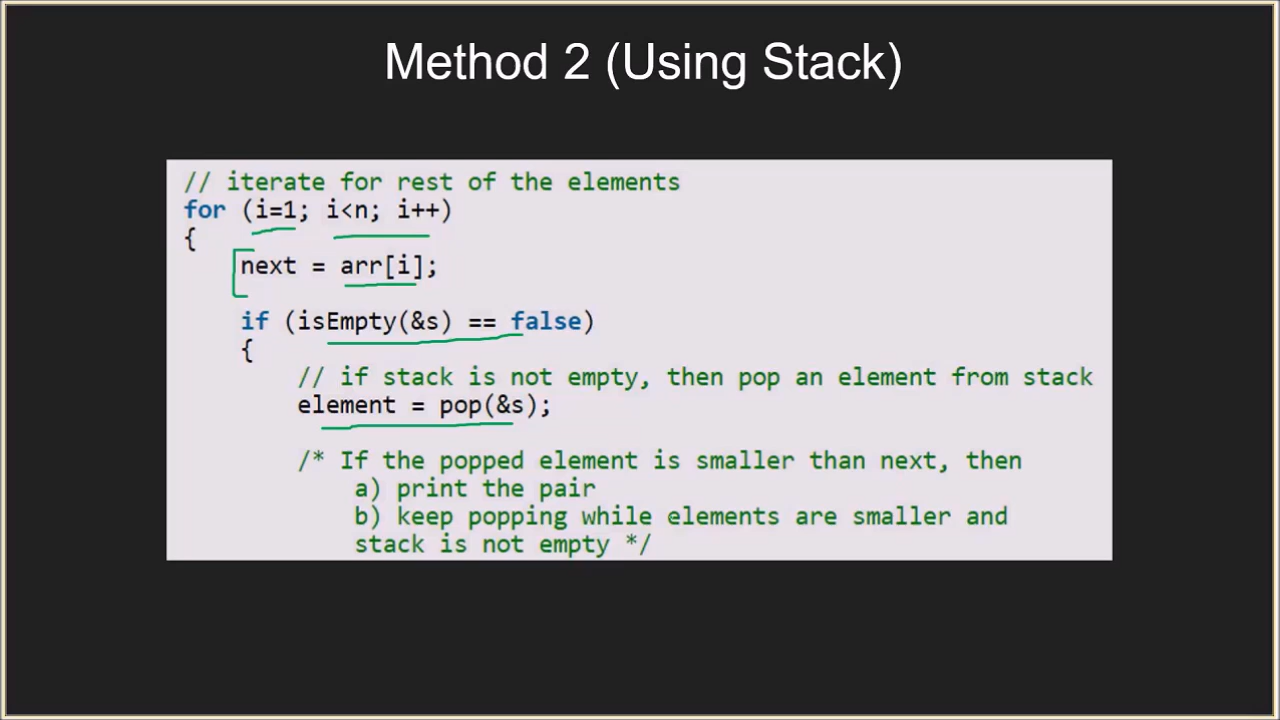 Method 2 (Using Stack)
// iterate for rest of the elements
for (i=1; i<n; i++)
{
next = arr[i];
if (isEmpty(&s) == false)
{
// if stack is not empty, then pop an element from stack
element = pop(&s);
/* If the popped element is smaller than next, then
a) print the pair
b) keep popping while elements are smaller and
stack is not empty */